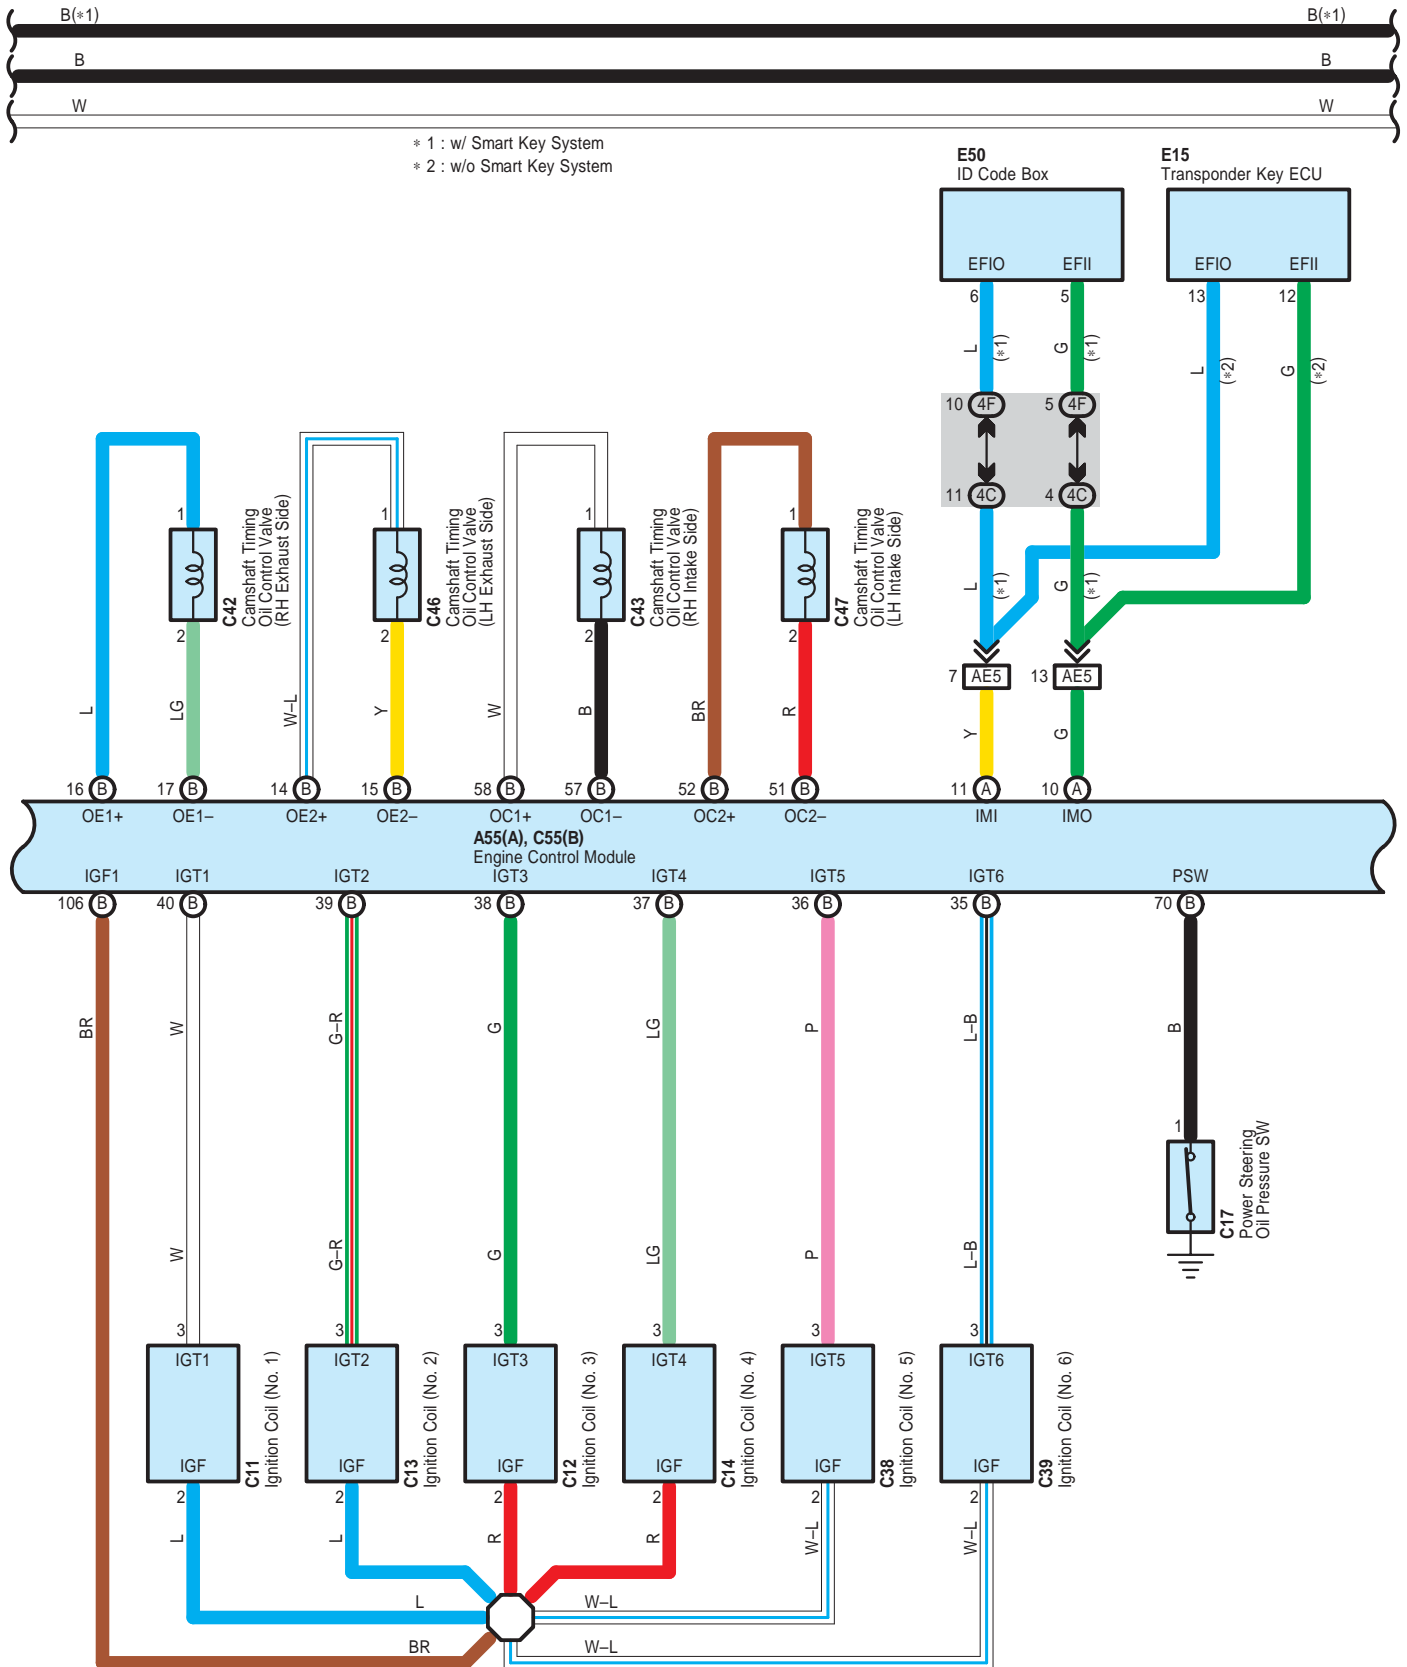 B(*1) B(*1)
B B
W W
* 1 : w/ Smart Key System
* 2 : w/o Smart Key System
E50
ID Code Box
E15
Transponder Key ECU
EFIO EFII EFIO EFII
6 5 13 12
L (*1) G (*1) L (*2) G (*2)
10 4F 5 4F
11 4C 4 4C
1 1 1 1
C42
Camshaft Timing
Oil Control Valve
(RH Exhaust Side)
C46
Camshaft Timing
Oil Control Valve
(LH Exhaust Side)
C43
Camshaft Timing
Oil Control Valve
(RH Intake Side)
C47
Camshaft Timing
Oil Control Valve
(LH Intake Side)
L (*1) G (*1)
2 2 2 2
7 AE5 13 AE5
L LG W–L Y W B BR R Y G
16 B 17 B 14 B 15 B 58 B 57 B 52 B 51 B 11 A 10 A
OE1+ OE1– OE2+ OE2– OC1+ OC1– OC2+ OC2– IMI IMO
A55(A), C55(B)
Engine Control Module
IGF1 IGT1 IGT2 IGT3 IGT4 IGT5 IGT6 PSW
106 B 40 B 39 B 38 B 37 B 36 B 35 B 70 B
BR W G–R G LG P L–B B
1
C17
Power Steering
Oil Pressure SW
W G–R G LG P L–B
3 3 3 3 3 3
IGT1 IGT2 IGT3 IGT4 IGT5 IGT6
C11
Ignition Coil (No. 1)
C13
Ignition Coil (No. 2)
C12
Ignition Coil (No. 3)
C14
Ignition Coil (No. 4)
C38
Ignition Coil (No. 5)
C39
Ignition Coil (No. 6)
IGF IGF IGF IGF IGF IGF
2 2 2 2 2 2
L L R R W–L W–L
L W–L
BR W–L